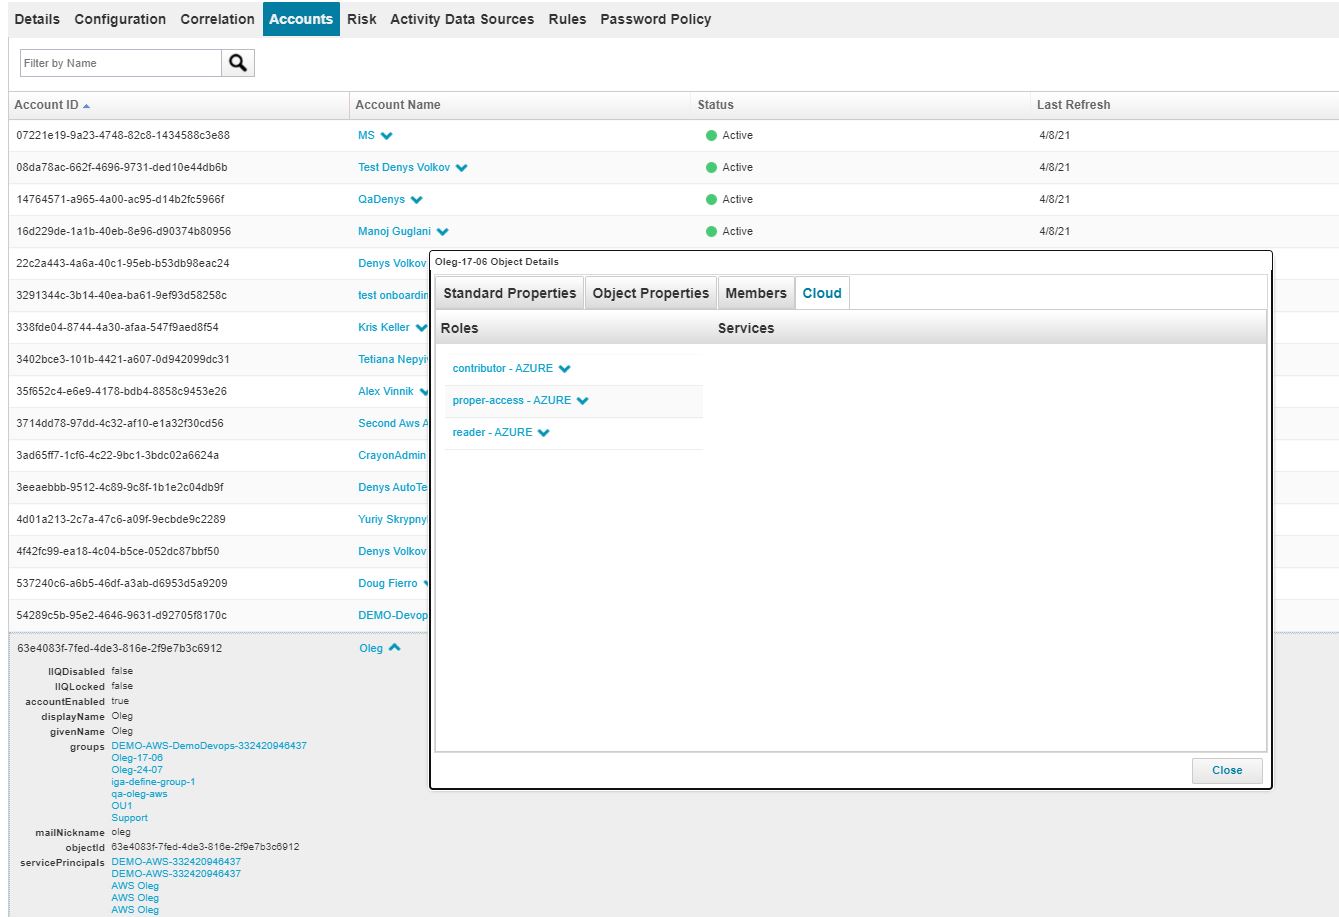 Details Configuration Correlation Accounts Risk Activity Data Sources Rules Password Policy
Filter by Name
Account ID Account Name Status Last Refresh
07221e19-9a23-4748-82c8-1434588c3e88 MS Active 4/8/21
08da78ac-662f-4696-9731-ded10e44db6b Test Denys Volkov Active 4/8/21
14764571-a965-4a00-ac95-d14b2fc5966f QaDenys Active 4/8/21
16d229de-1a1b-40eb-8e96-d90374b80956 Manoj Guglani Active 4/8/21
22c2a443-4a6a-40c1-95eb-b53db98eac24 Denys Volkov
3291344c-3b14-40ea-ba61-9ef93d58258c test onboardin
338fde04-8744-4a30-afaa-547f9aed8f54 Kris Keller
3402bce3-101b-4421-a607-0d942099dc31 Tetiana Nepyiv
35f652c4-e6e9-4178-bdb4-8858c9453e26 Alex Vinnik
3714dd78-97dd-4c32-af10-e1a32f30cd56 Second Aws A
3ad65ff7-1cf6-4c22-9bc1-3bdc02a6624a CrayonAdmin
3eeaebbb-9512-4c89-9c8f-1b1e2c04db9f Denys AutoTe
4d01a213-2c7a-47c6-a09f-9ecbde9c2289 Yuriy Skrypny
4f42fc99-ea18-4c04-b5ce-052dc87bbf50 Denys Volkov
537240c6-a6b5-46df-a3ab-d6953d5a9209 Doug Fierro
54289c5b-95e2-4646-9631-d92705f8170c DEMO-Devop
63e4083f-7fed-4de3-816e-2f9e7b3c6912 Oleg
IIQDisabled false
IIQLocked false
accountEnabled true
displayName Oleg
givenName Oleg
groups DEMO-AWS-DemoDevops-332420946437
Oleg-17-06
Oleg-24-07
iga-define-group-1
qa-oleg-aws
OU1
Support
mailNickname oleg
objectId 63e4083f-7fed-4de3-816e-2f9e7b3c6912
servicePrincipals DEMO-AWS-332420946437
DEMO-AWS-332420946437
AWS Oleg
AWS Oleg
AWS Oleg
Oleg-17-06 Object Details
Standard Properties Object Properties Members Cloud
Roles Services
contributor - AZURE
proper-access - AZURE
reader - AZURE
Close